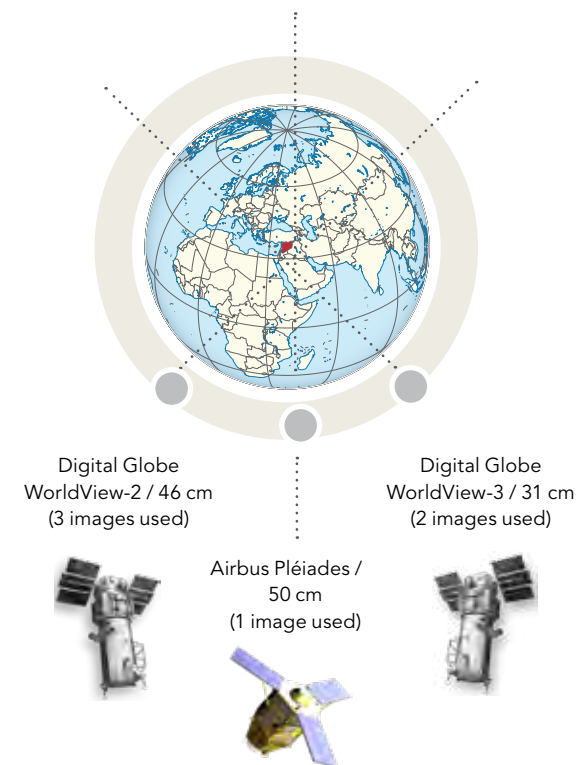 Digital Globe
WorldView-2 / 46 cm
(3 images used)
Digital Globe
WorldView-3 / 31 cm
(2 images used)
Airbus Pléiades /
50 cm
(1 image used)